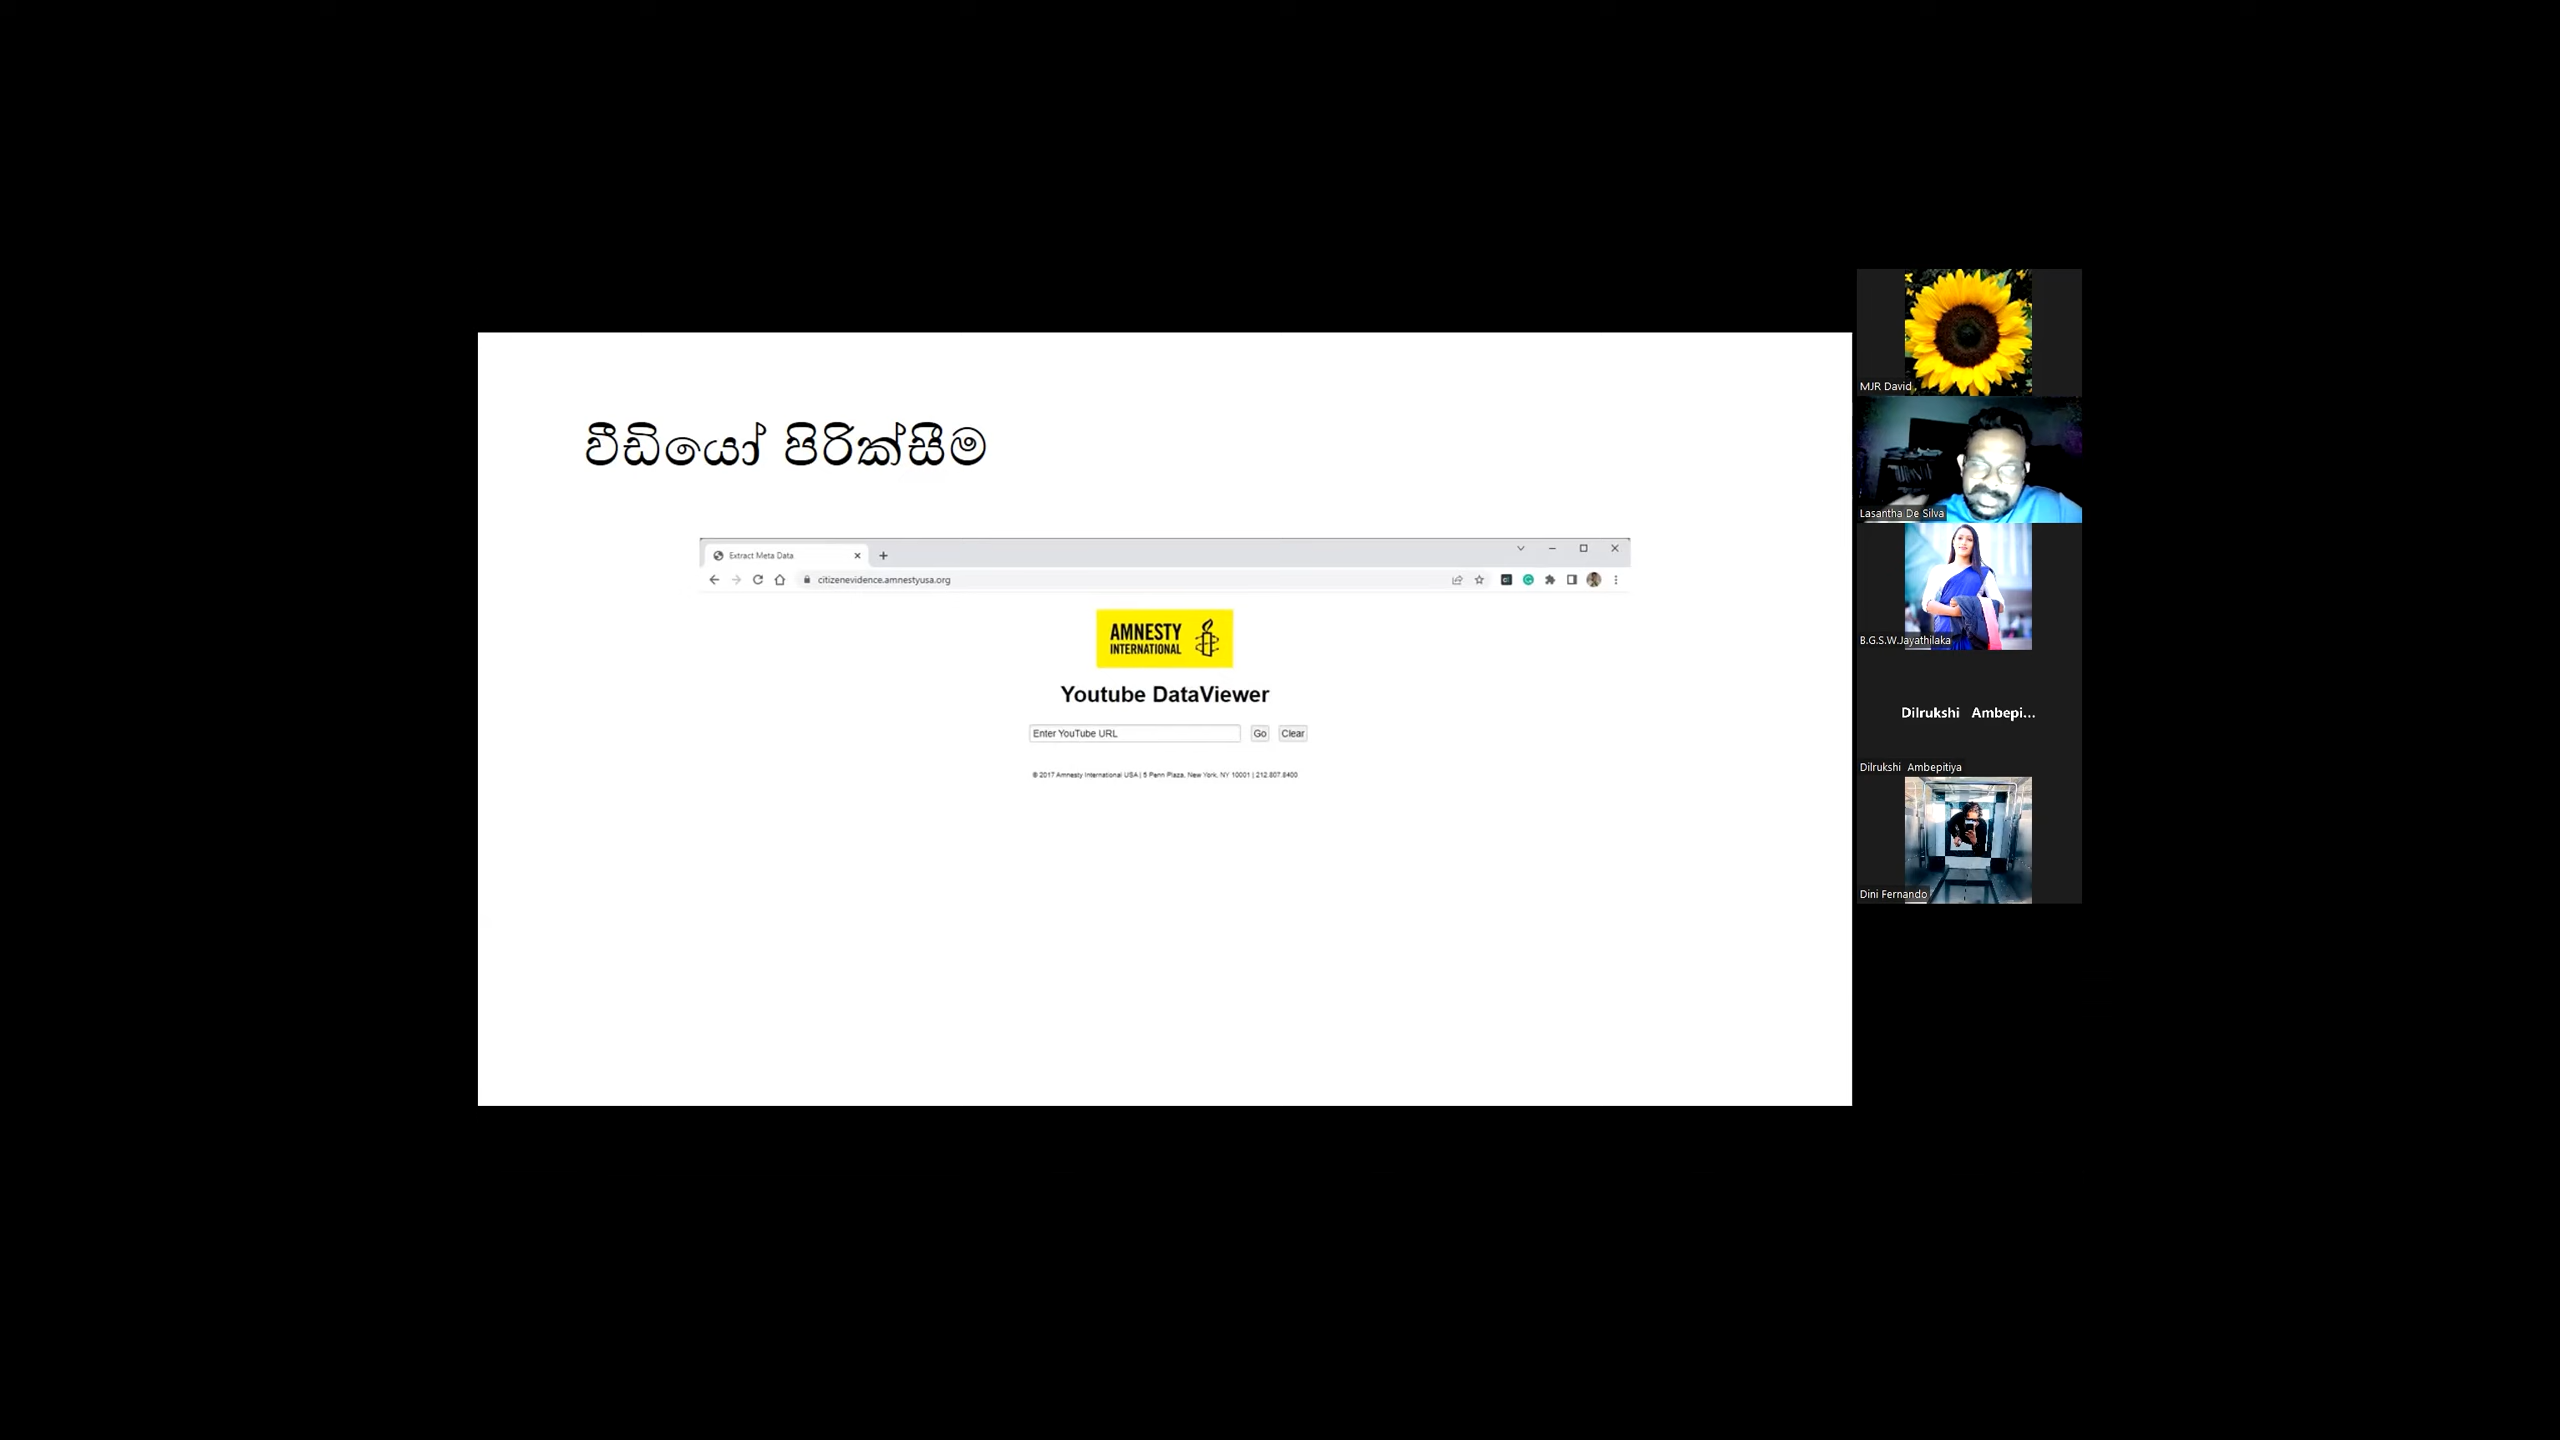 වීඩියෝ පිරික්සීම
Extract Meta Data
citizenevidence.amnestyusa.org
AMNESTY
INTERNATIONAL
Youtube DataViewer
Enter YouTube URL Go Clear
© 2017 Amnesty International USA | 5 Penn Plaza, New York, NY 10001 | 212.807.8400
MJR David
Lasantha De Silva
B.G.S.W.Jayathilaka
Dilrukshi Ambepi...
Dilrukshi Ambepitiya
Dini Fernando